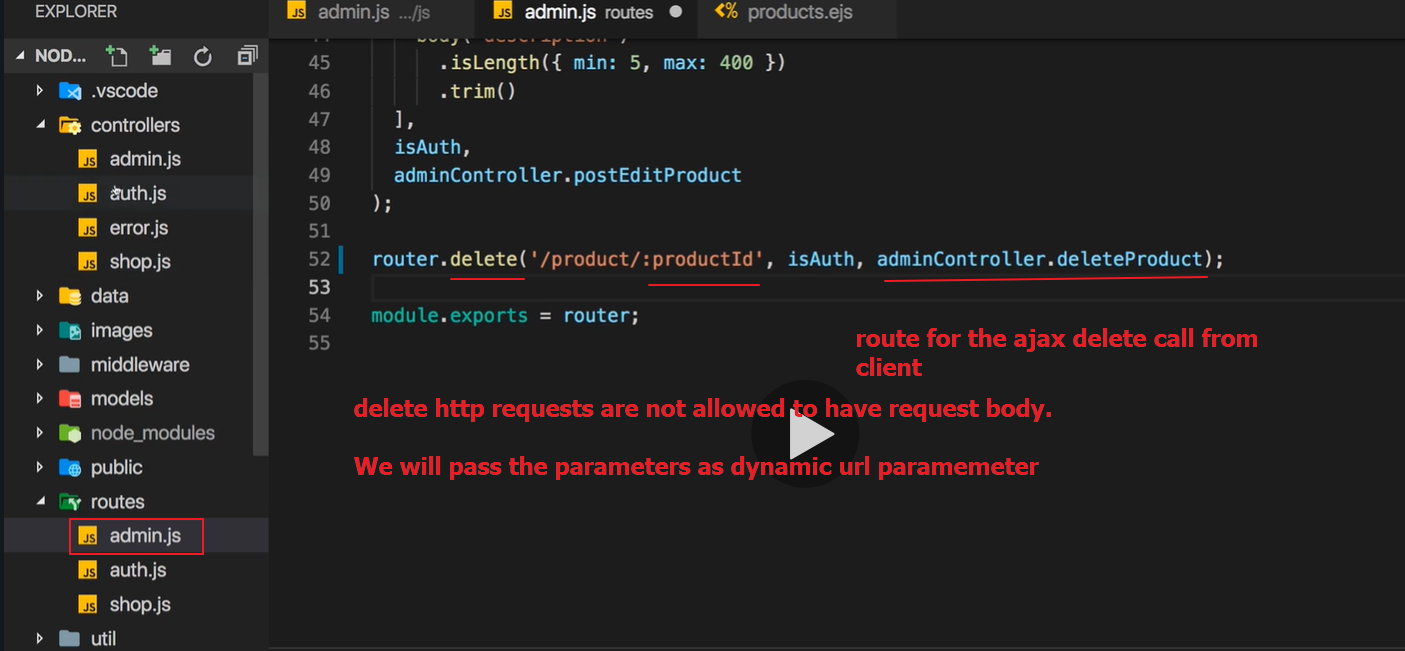 EXPLORER
admin.js .../js
admin.js routes
products.ejs
NOD...
.vscode
controllers
admin.js
auth.js
error.js
shop.js
data
images
middleware
models
node_modules
public
routes
admin.js
auth.js
shop.js
util
44 body('description')
45 .isLength({ min: 5, max: 400 })
46 .trim()
47 ],
48 isAuth,
49 adminController.postEditProduct
50 );
51
52 router.delete('/product/:productId', isAuth, adminController.deleteProduct);
53
54 module.exports = router;
55
route for the ajax delete call from
client
delete http requests are not allowed to have request body.
We will pass the parameters as dynamic url paramemeter